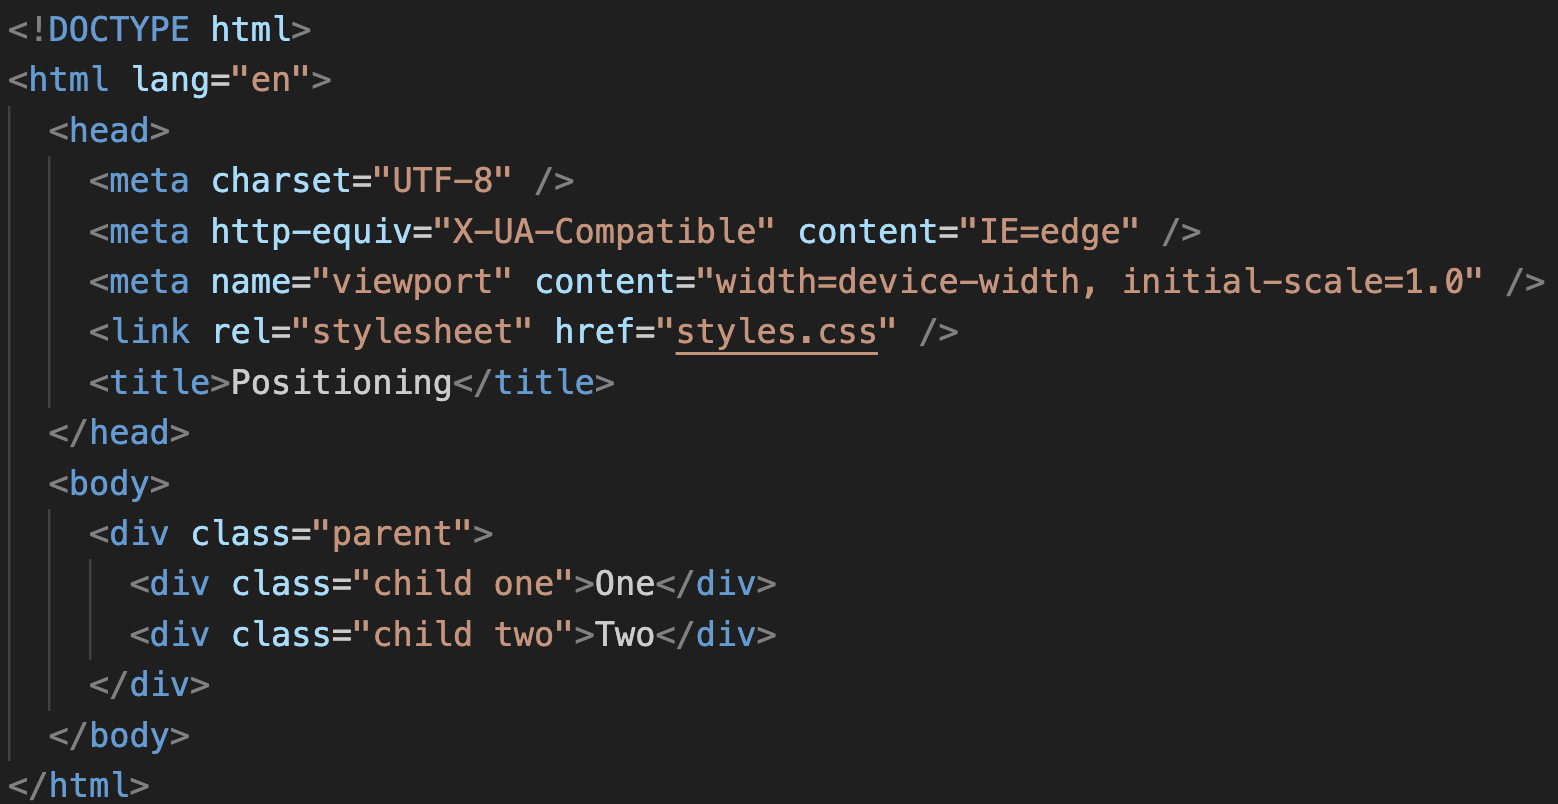 <!DOCTYPE html>
<html lang="en">
  <head>
    <meta charset="UTF-8" />
    <meta http-equiv="X-UA-Compatible" content="IE=edge" />
    <meta name="viewport" content="width=device-width, initial-scale=1.0" />
    <link rel="stylesheet" href="styles.css" />
    <title>Positioning</title>
  </head>
  <body>
    <div class="parent">
      <div class="child one">One</div>
      <div class="child two">Two</div>
    </div>
  </body>
</html>